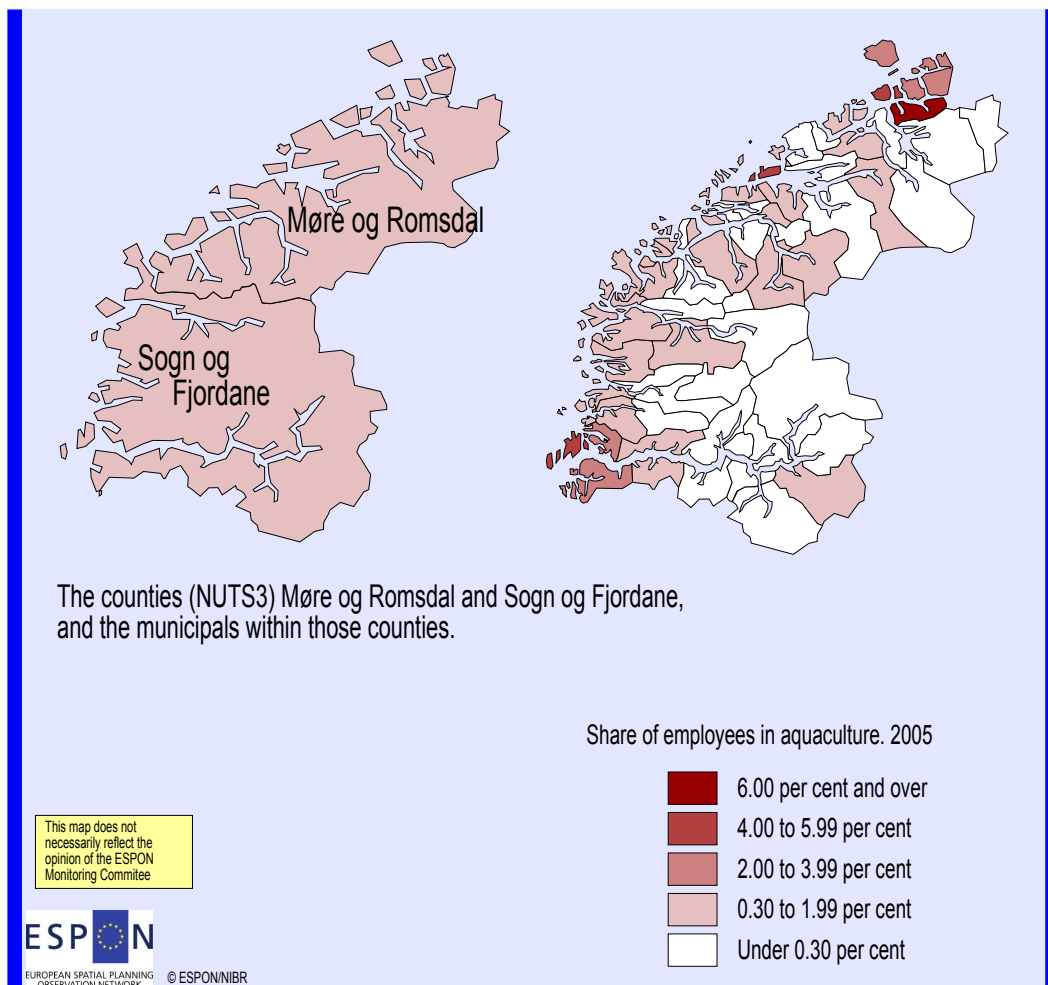 Møre og Romsdal
Sogn og
Fjordane
The counties (NUTS3) Møre og Romsdal and Sogn og Fjordane,
and the municipals within those counties.
Share of employees in aquaculture. 2005
6.00 per cent and over
4.00 to 5.99 per cent
2.00 to 3.99 per cent
0.30 to 1.99 per cent
Under 0.30 per cent
This map does not
necessarily reflect the
opinion of the ESPON
Monitoring Commitee
ESPON
EUROPEAN SPATIAL PLANNING
OBSERVATION NETWORK
© ESPON/NIBR